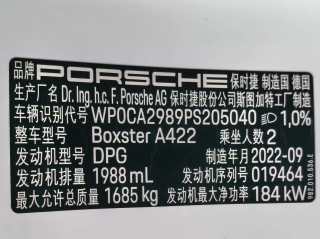 品牌 PORSCHE 保时捷 制造国 德国
生产厂名 Dr. Ing. h.c. F. Porsche AG 保时捷股份公司斯图加特工厂制造
车辆识别代号 WP0CA2989PS205040 1,0%
整车型号 Boxster A422 乘坐人数 2
发动机型号 DPG 制造年月 2022-09
发动机排量 1988 mL 发动机序列号 019464
最大允许总质量 1685 kg 发动机最大净功率 184 kW
982.010.536.E